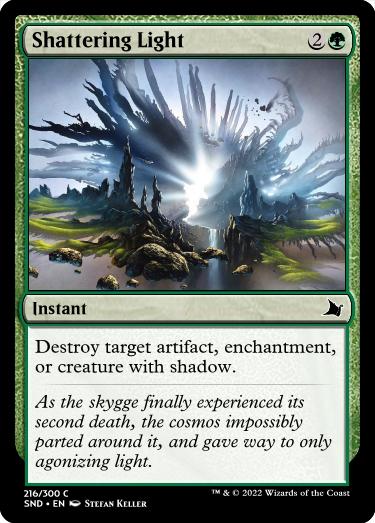 Shattering Light 2
Instant
Destroy target artifact, enchantment,
or creature with shadow.
As the skygge finally experienced its
second death, the cosmos impossibly
parted around it, and gave way to only
agonizing light.
216/300 C
SND • EN Stefan Keller
™ & © 2022 Wizards of the Coast